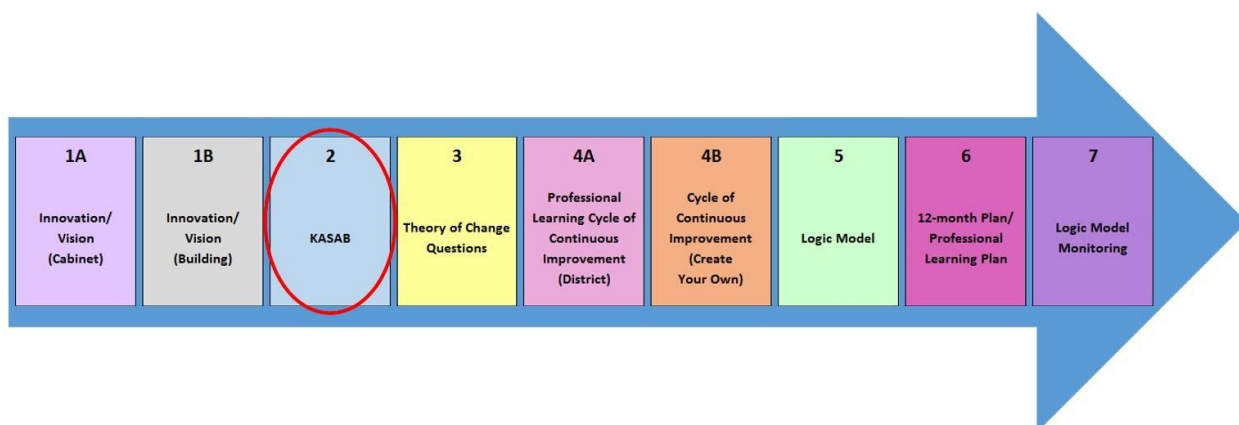 1A
Innovation/
Vision
(Cabinet)
1B
Innovation/
Vision
(Building)
2
KASAB
3
Theory of Change
Questions
4A
Professional
Learning Cycle of
Continuous
Improvement
(District)
4B
Cycle of
Continuous
Improvement
(Create
Your Own)
5
Logic Model
6
12-month Plan/
Professional
Learning Plan
7
Logic Model
Monitoring